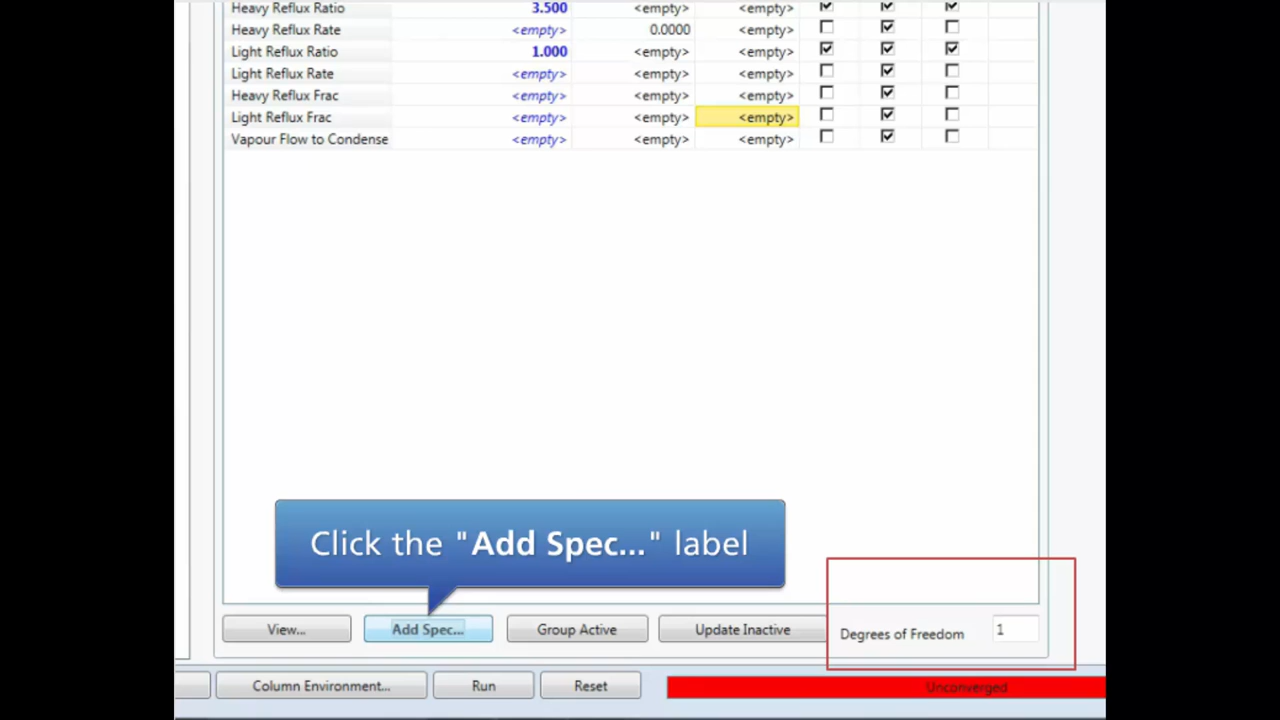 Heavy Reflux Ratio 3.500 <empty> <empty>
Heavy Reflux Rate <empty> 0.0000 <empty>
Light Reflux Ratio 1.000 <empty> <empty>
Light Reflux Rate <empty> <empty> <empty>
Heavy Reflux Frac <empty> <empty> <empty>
Light Reflux Frac <empty> <empty> <empty>
Vapour Flow to Condense <empty> <empty> <empty>
Click the "Add Spec..." label
View... Add Spec... Group Active Update Inactive Degrees of Freedom 1
Column Environment... Run Reset Unconverged